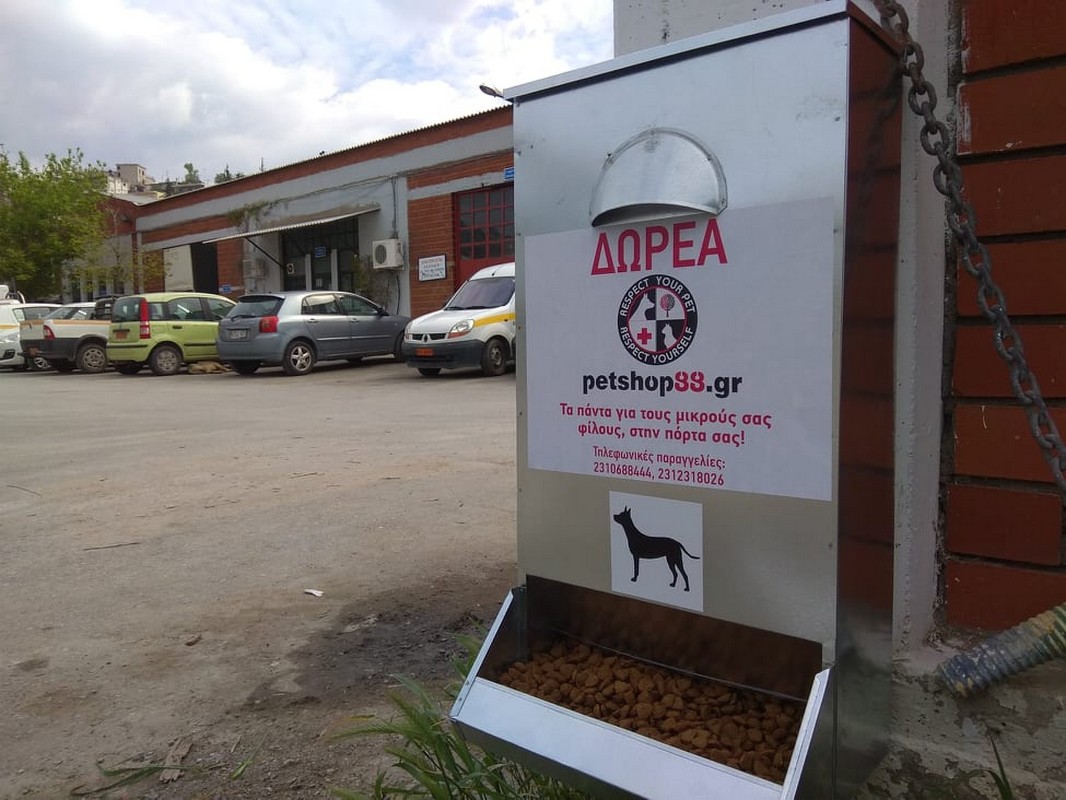 ΔΩΡΕΑ
RESPECT YOUR PET
RESPECT YOURSELF
petshop88.gr
Τα πάντα για τους μικρούς σας
φίλους, στην πόρτα σας!
Τηλεφωνικές παραγγελίες:
2310688444, 2312318026